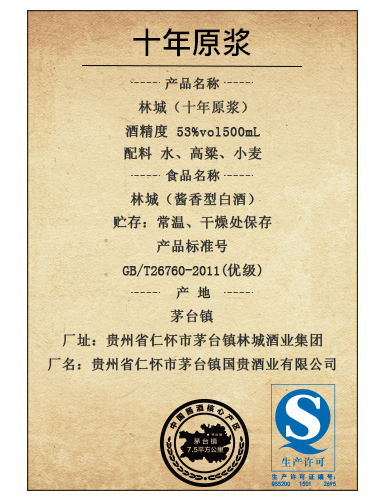 十年原浆
产品名称
林城（十年原浆）
酒精度 53%vol500mL
配料 水、高粱、小麦
食品名称
林城（酱香型白酒）
贮存：常温、干燥处保存
产品标准号
GB/T26760-2011(优级)
产 地
茅台镇
厂址：贵州省仁怀市茅台镇林城酒业集团
厂名：贵州省仁怀市茅台镇国贵酒业有限公司
中国酱酒核心产区
茅台镇
7.5平方公里
S
生产许可
生产许可证编号:
QS5200 1501 2695